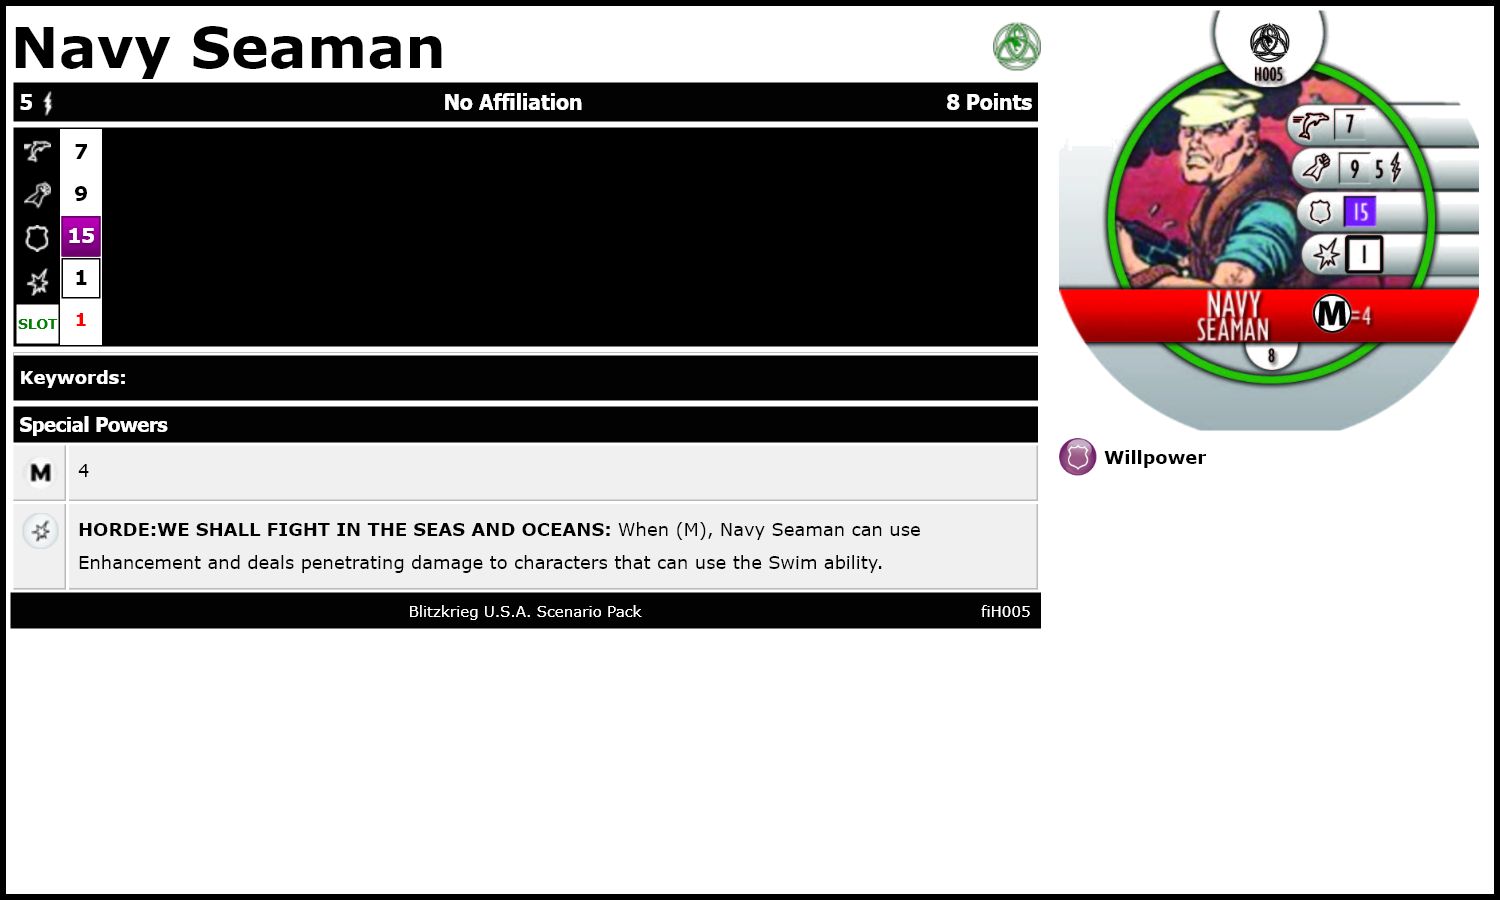 Navy Seaman
5 No Affiliation 8 Points
7
9
15
1
SLOT 1
Keywords:
Special Powers
M 4
HORDE:WE SHALL FIGHT IN THE SEAS AND OCEANS: When (M), Navy Seaman can use
Enhancement and deals penetrating damage to characters that can use the Swim ability.
Blitzkrieg U.S.A. Scenario Pack fiH005
H005
7
9 5
15
1
NAVY
SEAMAN
M=4
8
Willpower